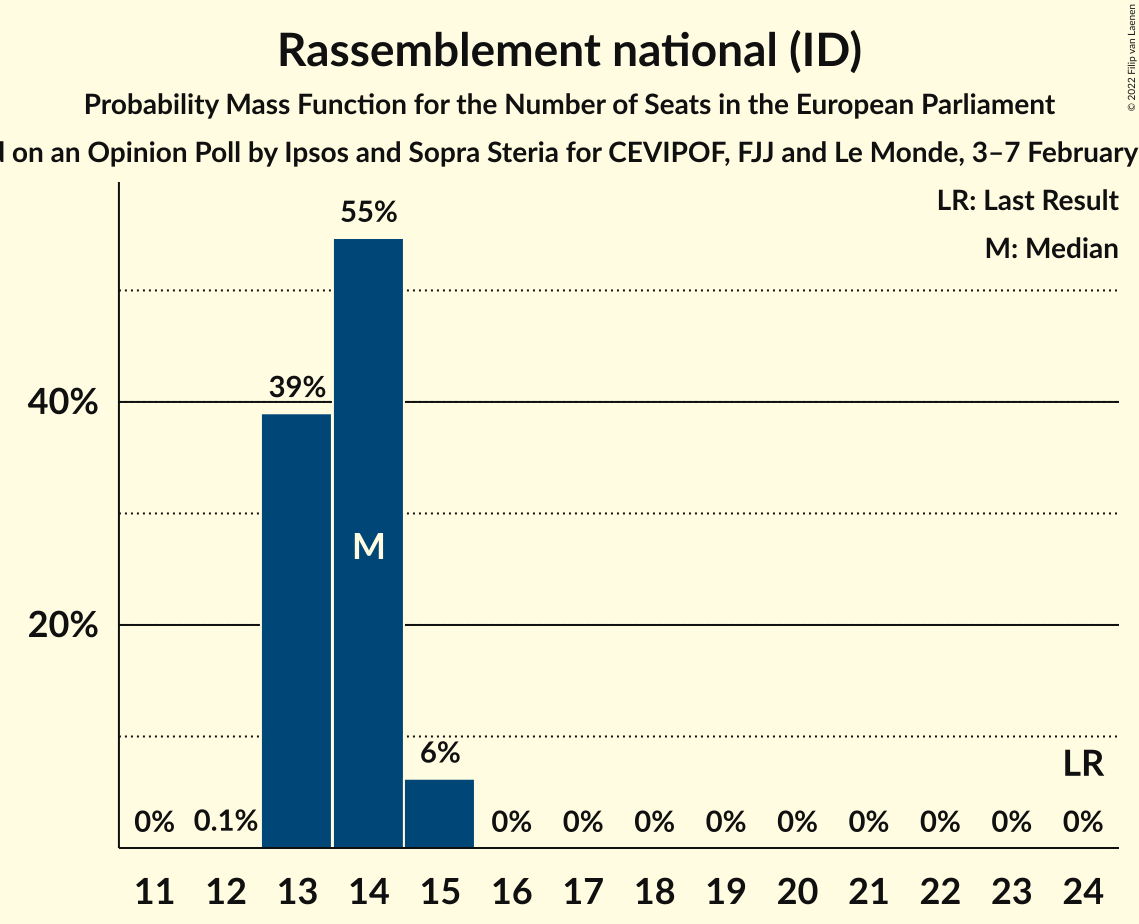 Rassemblement national (ID)
Probability Mass Function for the Number of Seats in the European Parliament
on an Opinion Poll by Ipsos and Sopra Steria for CEVIPOF, FJJ and Le Monde, 3–7 February
© 2022 Filip van Laenen
LR: Last Result
M: Median
55%
39%
40%
M
20%
6%
LR
0% 0.1% 0% 0% 0% 0% 0% 0% 0% 0% 0%
11 12 13 14 15 16 17 18 19 20 21 22 23 24